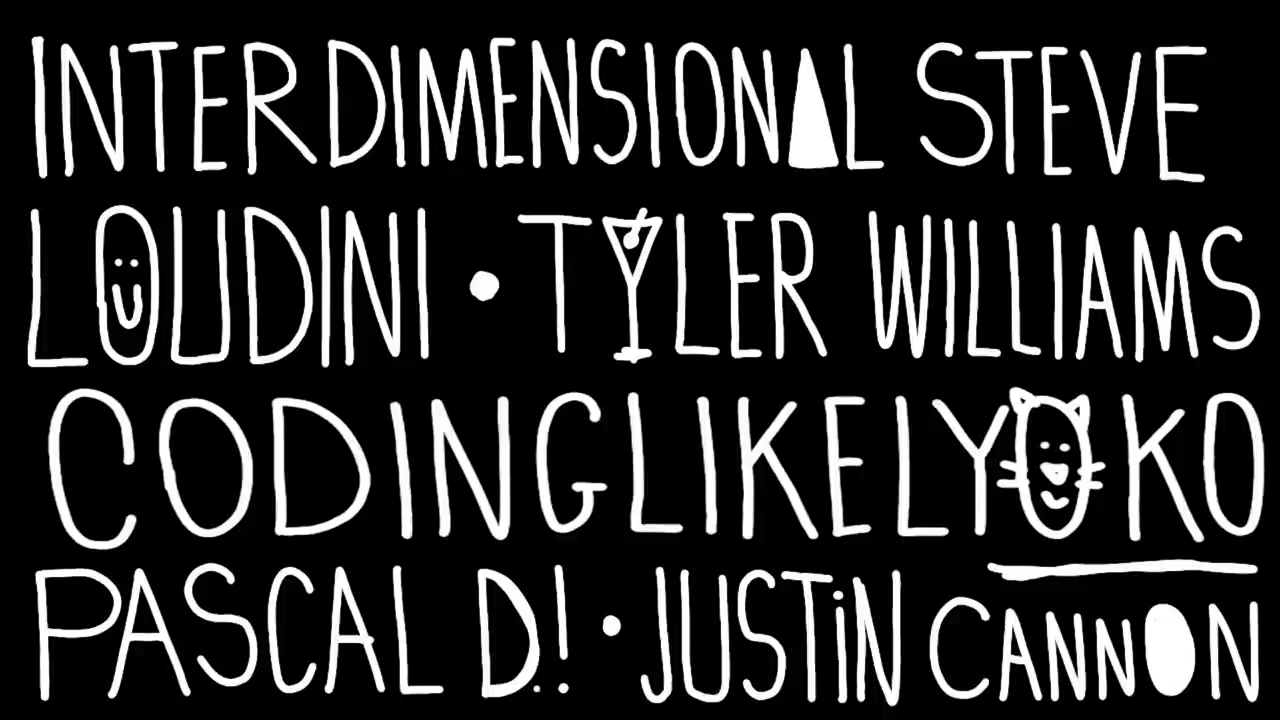 INTERDIMENSIONAL STEVE
LOUDINI • TYLER WILLIAMS
CODINGLIKELYOKO
PASCAL D.! • JUSTiN CANNON